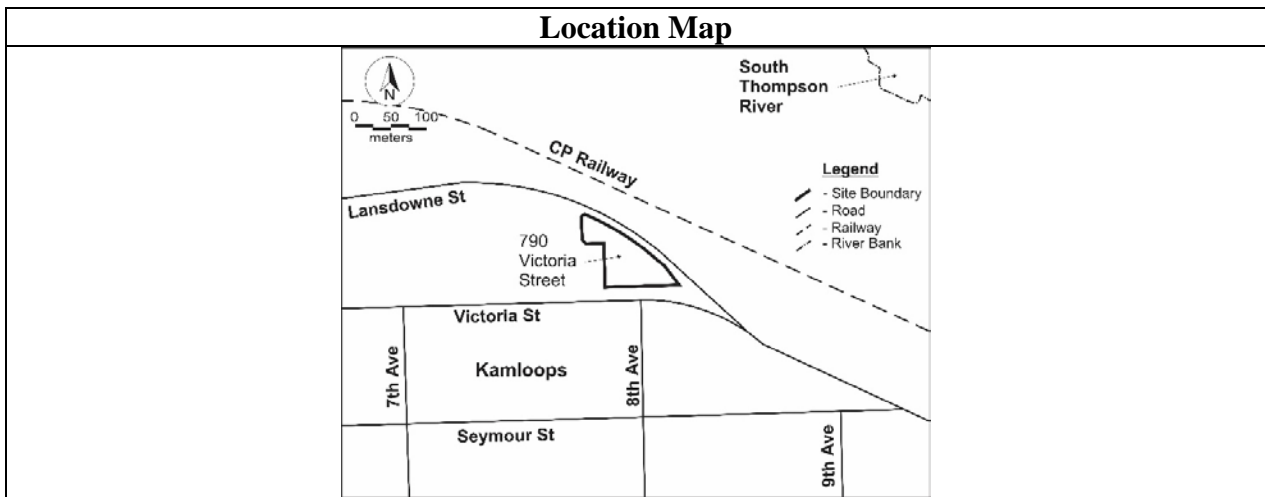 Location Map
N
0 50 100
meters
South
Thompson
River
CP Railway
Legend
- Site Boundary
- Road
- Railway
- River Bank
Lansdowne St
790
Victoria
Street
Victoria St
7th Ave
Kamloops
8th Ave
Seymour St
9th Ave